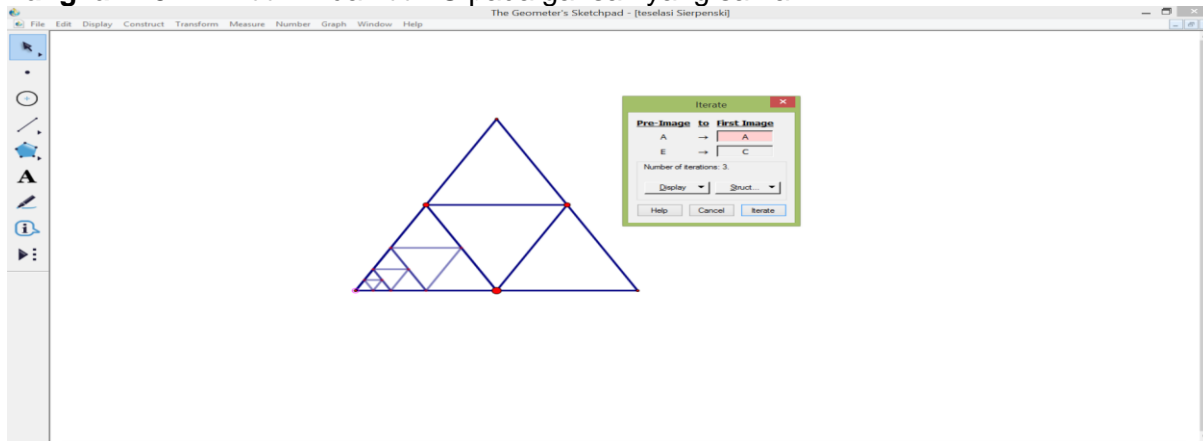 The Geometer's Sketchpad - [teselasi Sierpenski]
File Edit Display Construct Transform Measure Number Graph Window Help
A
Iterate
Pre-Image to First Image
A → A
E → C
Number of iterations: 3.
Display Struct...
Help Cancel Iterate